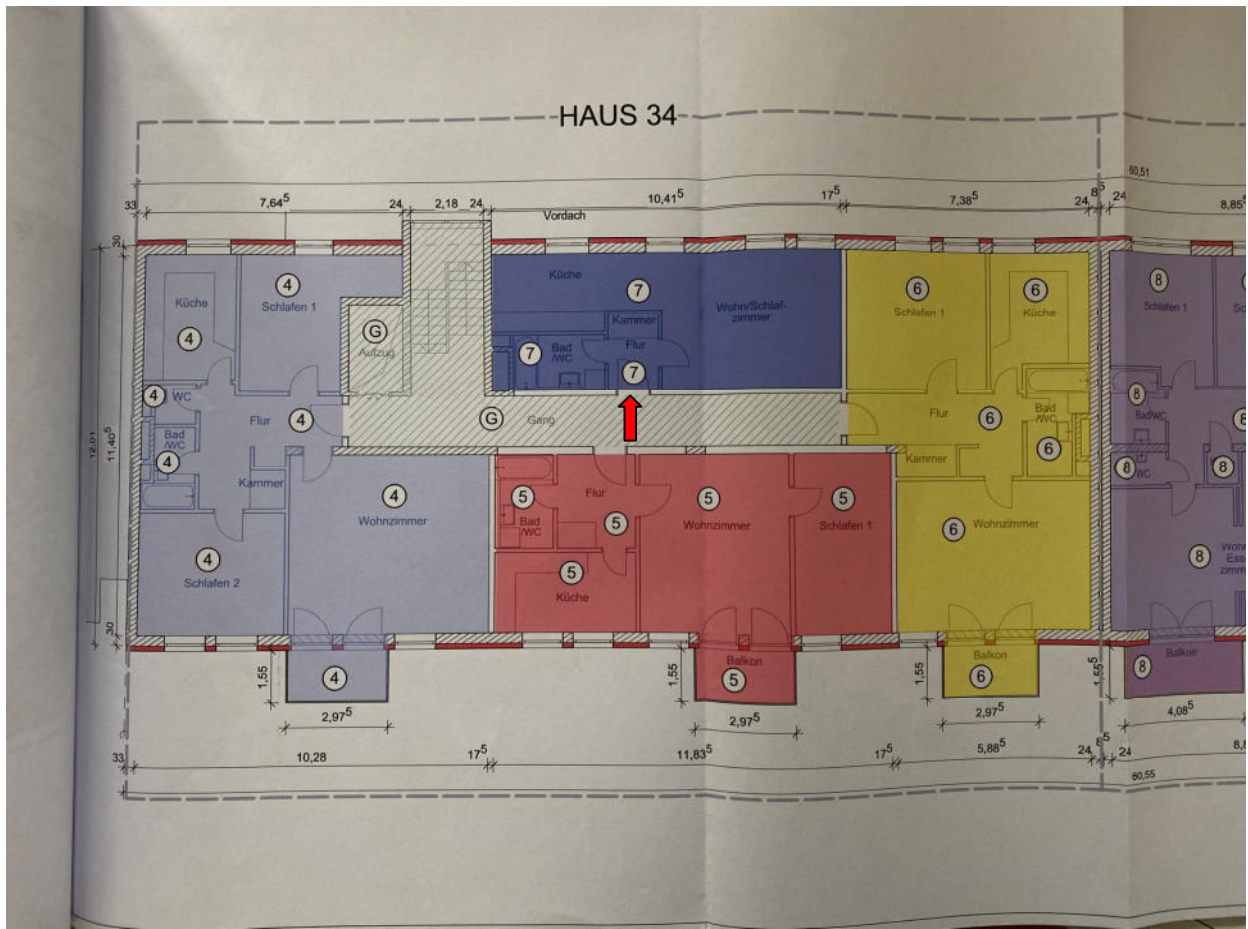 HAUS 34
60,51
33
7,64⁵
24
2,18
24
10,41⁵
17⁵
7,38⁵
24
8⁵
24
8,85⁵
Vordach
30
Küche
4
Schlafen 1
4
G
Aufzug
Küche
7
Kammer
Wohn/Schlaf-
zimmer
7
Bad
/WC
Flur
7
6
Schlafen 1
6
Küche
8
Schlafen 1
12,01
11,40⁵
4
WC
Flur
4
Bad
/WC
4
Kammer
G
Gang
Flur
6
Bad
/WC
6
Kammer
8
Bad/WC
8
8
WC
8
4
Wohnzimmer
4
Schlafen 2
5
Bad
/WC
Flur
5
5
Küche
5
Wohnzimmer
5
Schlafen 1
6
Wohnzimmer
8
30
1,55
4
2,97⁵
1,55
Balkon
5
2,97⁵
1,55
Balkon
6
2,97⁵
1,55⁵
8
Balkon
4,08⁵
33
10,28
17⁵
11,83⁵
17⁵
5,88⁵
24
8⁵
24
60,55